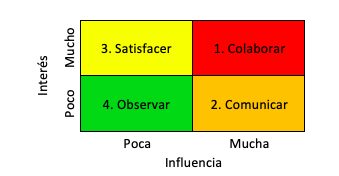 Interés
Mucho
3. Satisfacer
1. Colaborar
Poco
4. Observar
2. Comunicar
Poca
Mucha
Influencia